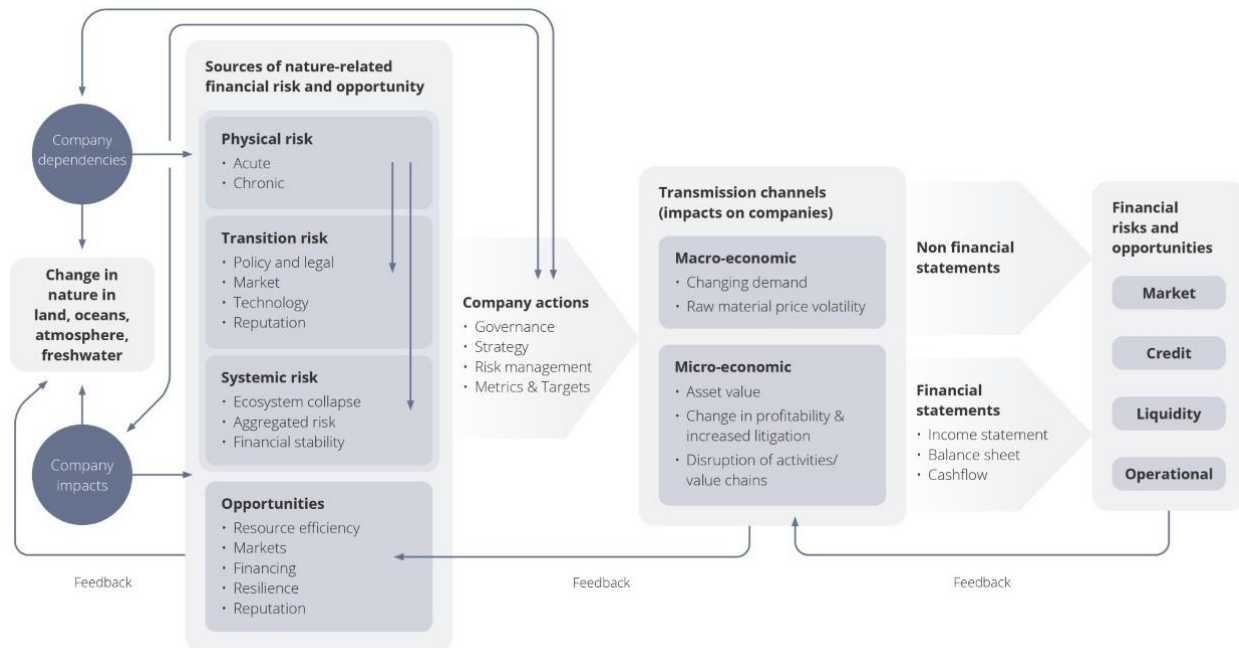 Company
dependencies
Change in
nature in
land, oceans,
atmosphere,
freshwater
Company
impacts
Sources of nature-related
financial risk and opportunity
Physical risk
• Acute
• Chronic
Transition risk
• Policy and legal
• Market
• Technology
• Reputation
Systemic risk
• Ecosystem collapse
• Aggregated risk
• Financial stability
Opportunities
• Resource efficiency
• Markets
• Financing
• Resilience
• Reputation
Company actions
• Governance
• Strategy
• Risk management
• Metrics & Targets
Transmission channels
(impacts on companies)
Macro-economic
• Changing demand
• Raw material price volatility
Micro-economic
• Asset value
• Change in profitability &
increased litigation
• Disruption of activities/
value chains
Non financial
statements
Financial
statements
• Income statement
• Balance sheet
• Cashflow
Financial
risks and
opportunities
Market
Credit
Liquidity
Operational
Feedback
Feedback
Feedback